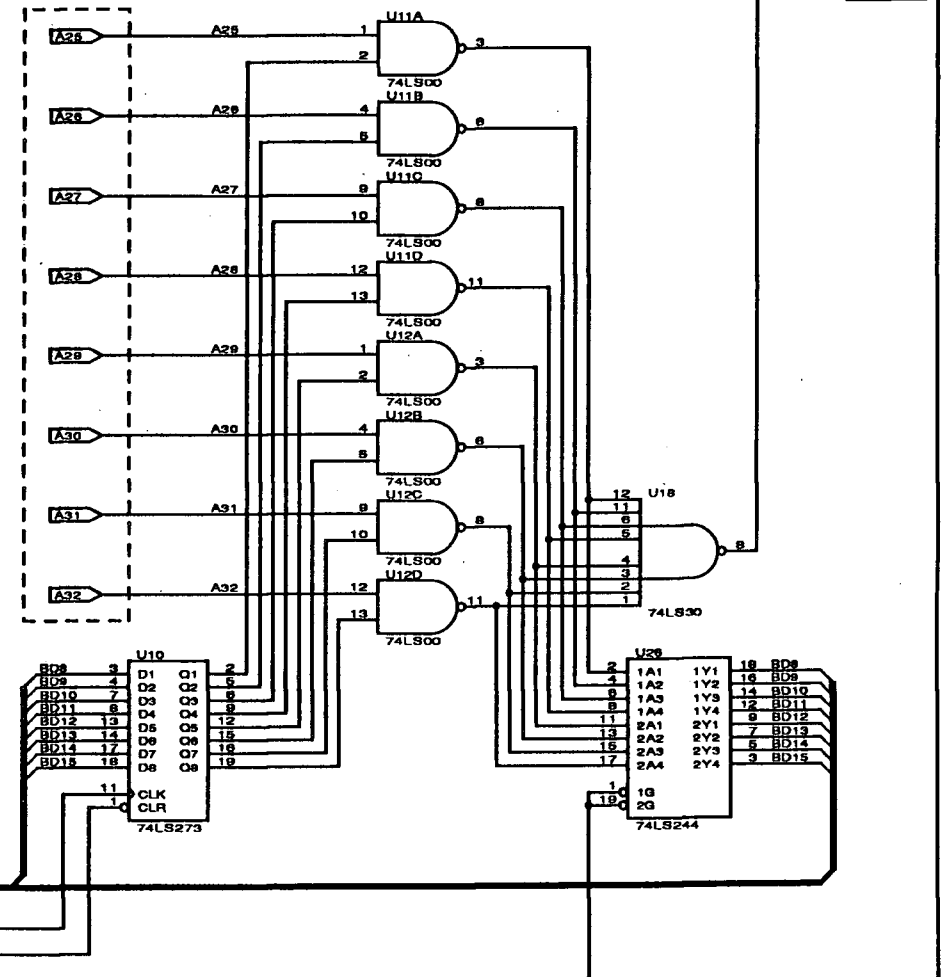 U11A
A25 A25 1 3
2
74LS00
U11B
A26 A26 4 6
5
74LS00
U11C
A27 A27 9 8
10
74LS00
U11D
A28 A28 12 11
13
74LS00
U12A
A29 A29 1 3
2
74LS00
U12B
A30 A30 4 6
5
74LS00
U12C
A31 A31 9 8
10
74LS00
U12D
A32 A32 12 11
13
74LS00
U18
12
11
6
5
8
4
3
2
1
74LS30
U10
BD8 3 D1 Q1 2
BD9 4 D2 Q2 5
BD10 7 D3 Q3 6
BD11 8 D4 Q4 9
BD12 13 D5 Q5 12
BD13 14 D6 Q6 15
BD14 17 D7 Q7 16
BD15 18 D8 Q8 19
11 CLK
1 CLR
74LS273
U26
2 1A1 1Y1 18 BD8
4 1A2 1Y2 16 BD9
6 1A3 1Y3 14 BD10
8 1A4 1Y4 12 BD11
11 2A1 2Y1 9 BD12
13 2A2 2Y2 7 BD13
15 2A3 2Y3 5 BD14
17 2A4 2Y4 3 BD15
1 1G
19 2G
74LS244